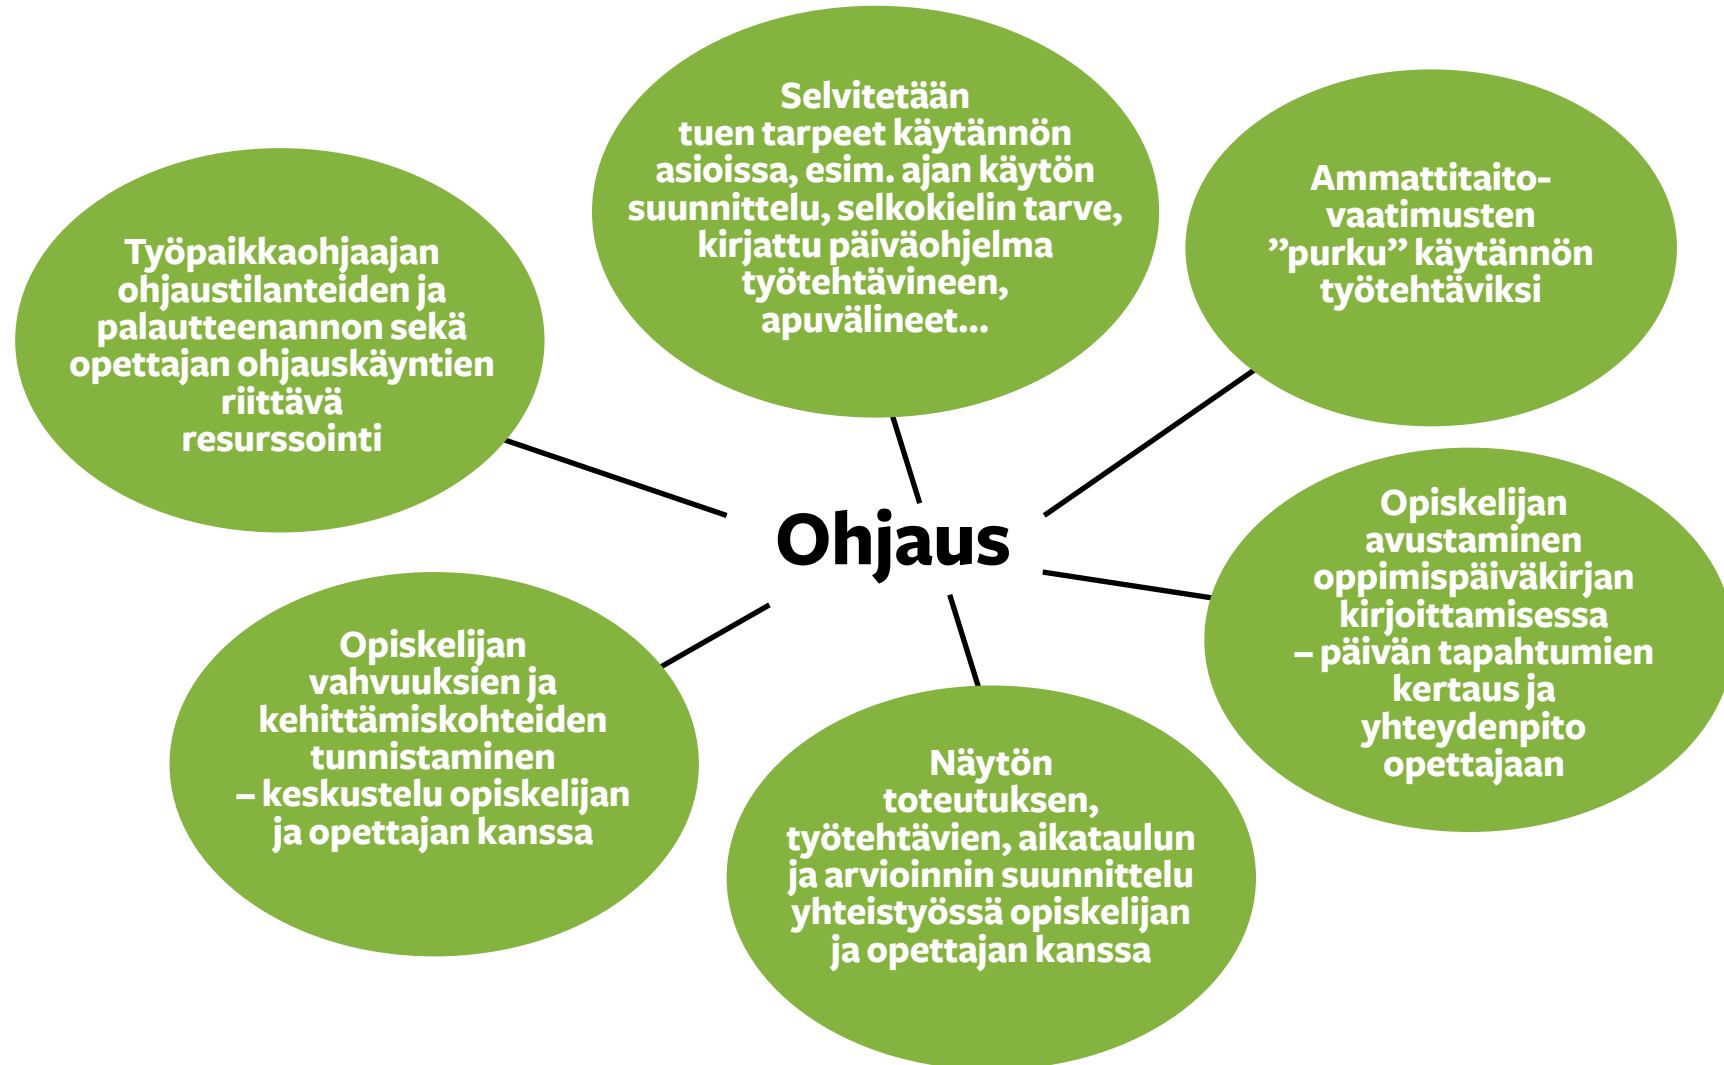 Selvitetään
tuen tarpeet käytännön
asioissa, esim. ajan käytön
suunnittelu, selkokielin tarve,
kirjattu päiväohjelma
työtehtävineen,
apuvälineet...
Ammattitaito-
vaatimusten
”purku” käytännön
työtehtäviksi
Työpaikkaohjaajan
ohjaustilanteiden ja
palautteenannon sekä
opettajan ohjauskäyntien
riittävä
resurssointi
Ohjaus
Opiskelijan
avustaminen
oppimispäiväkirjan
kirjoittamisessa
– päivän tapahtumien
kertaus ja
yhteydenpito
opettajaan
Opiskelijan
vahvuuksien ja
kehittämiskohteiden
tunnistaminen
– keskustelu opiskelijan
ja opettajan kanssa
Näytön
toteutuksen,
työtehtävien, aikataulun
ja arvioinnin suunnittelu
yhteistyössä opiskelijan
ja opettajan kanssa